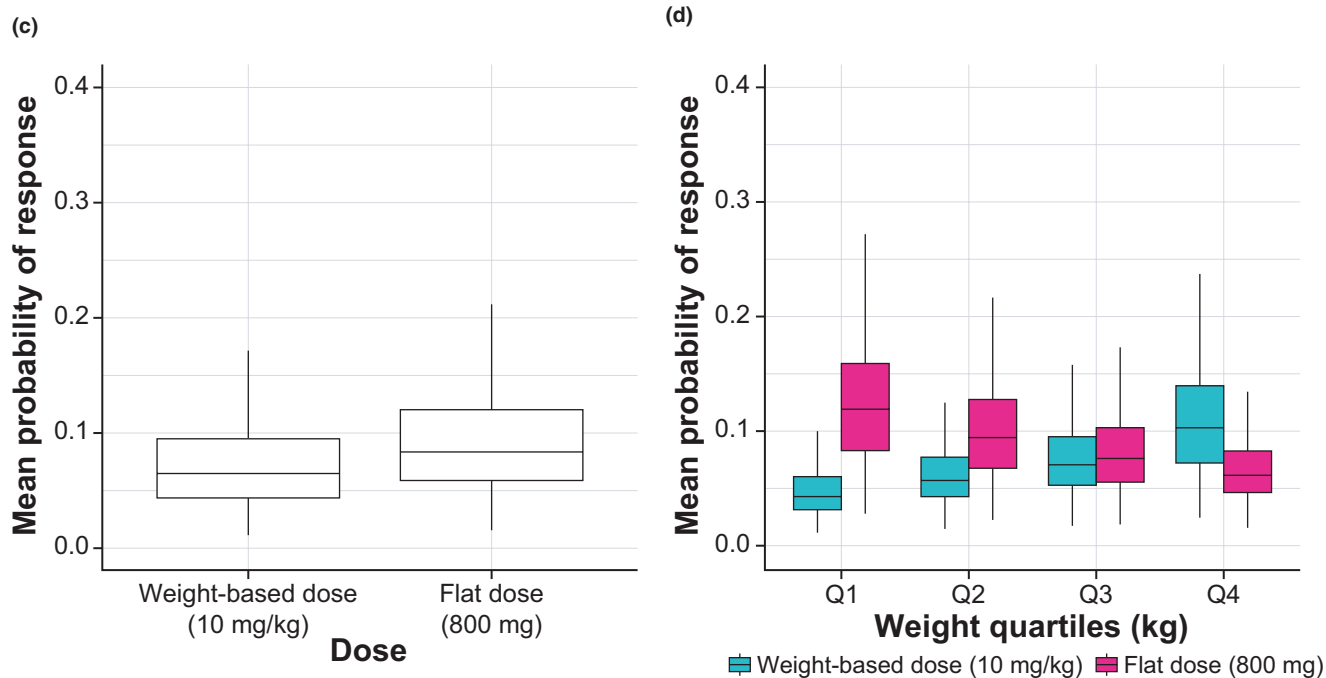 (c)
Mean probability of response
0.4
0.3
0.2
0.1
0.0
Weight-based dose
(10 mg/kg)
Flat dose
(800 mg)
Dose
(d)
Mean probability of response
0.4
0.3
0.2
0.1
0.0
Q1
Q2
Q3
Q4
Weight quartiles (kg)
Weight-based dose (10 mg/kg)
Flat dose (800 mg)